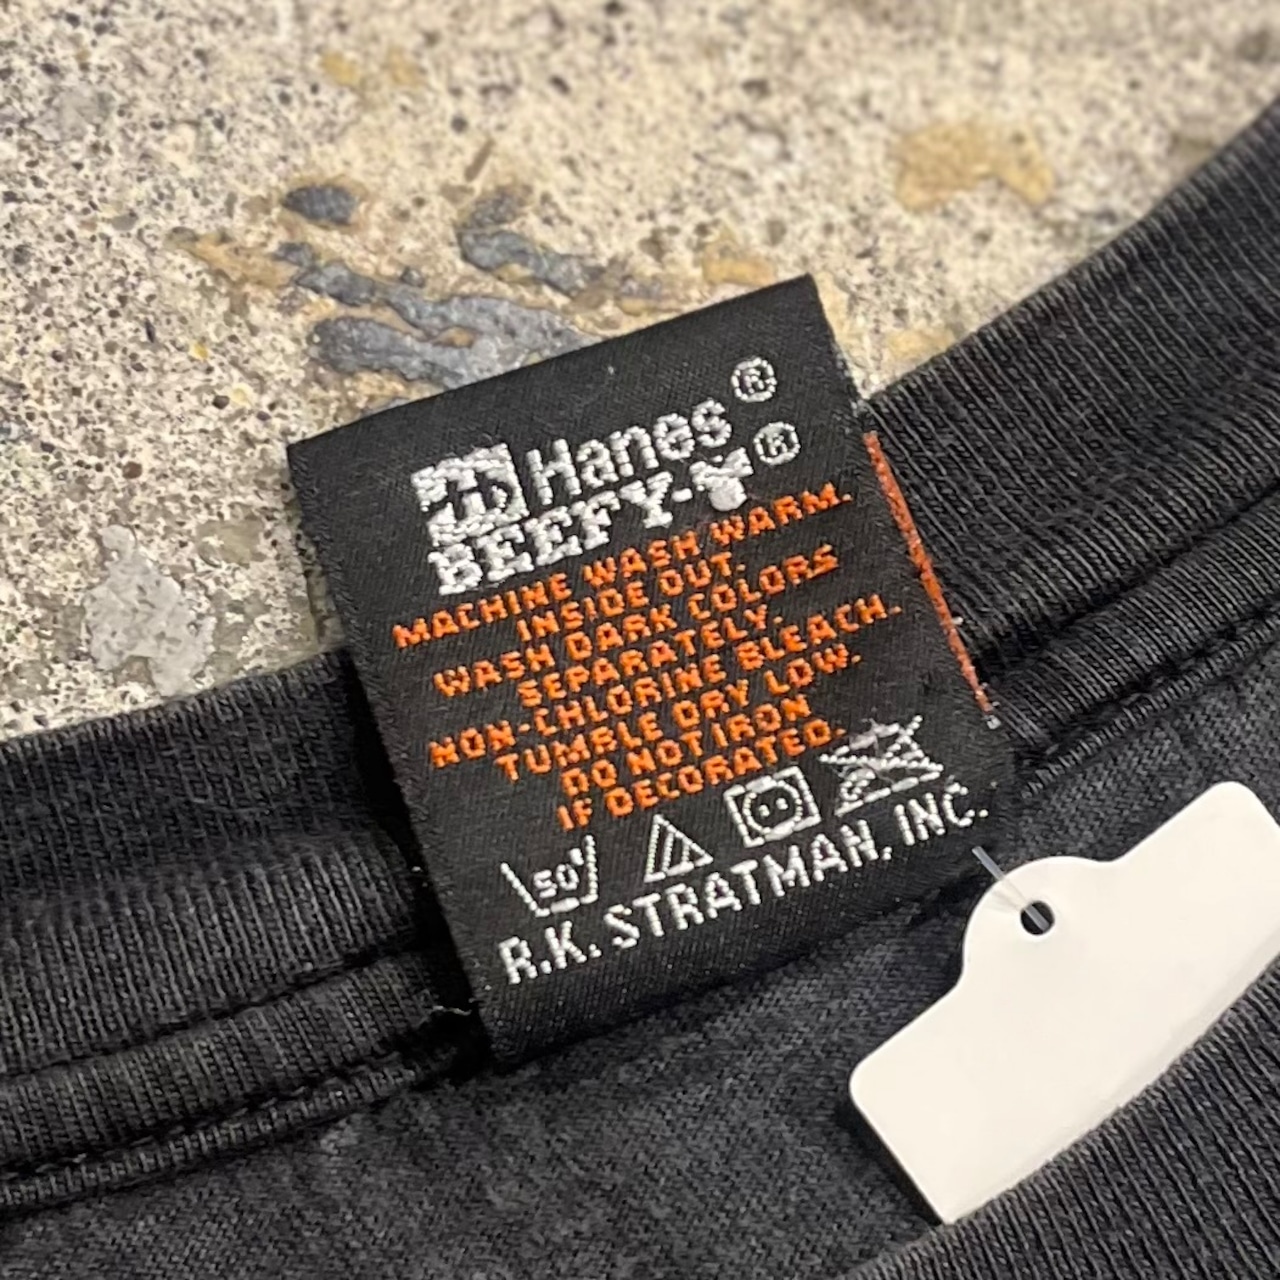 Hanes®
BEEFY-T®
MACHINE WASH WARM.
INSIDE OUT.
WASH DARK COLORS
SEPARATELY.
NON-CHLORINE BLEACH.
TUMBLE DRY LOW.
DO NOT IRON
IF DECORATED.
50°
R.K. STRATMAN, INC.